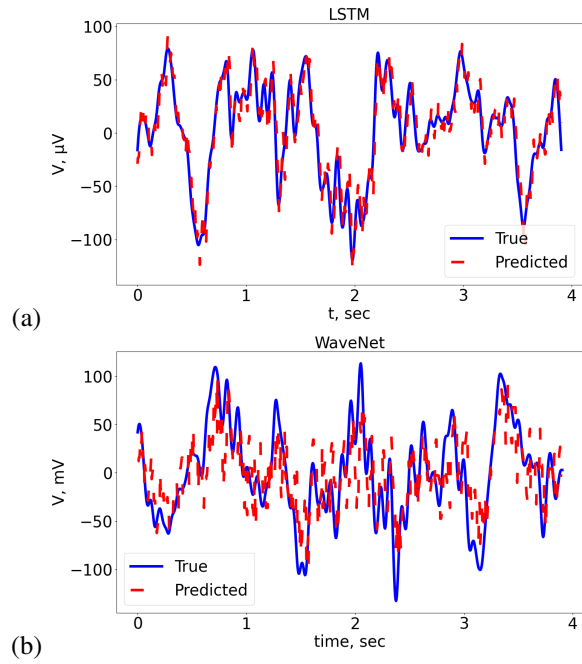 LSTM
100
50
0
−50
−100
V, µV
True
Predicted
0 1 2 3 4
t, sec
(a)
WaveNet
100
50
0
−50
−100
V, mV
True
Predicted
0 1 2 3 4
time, sec
(b)